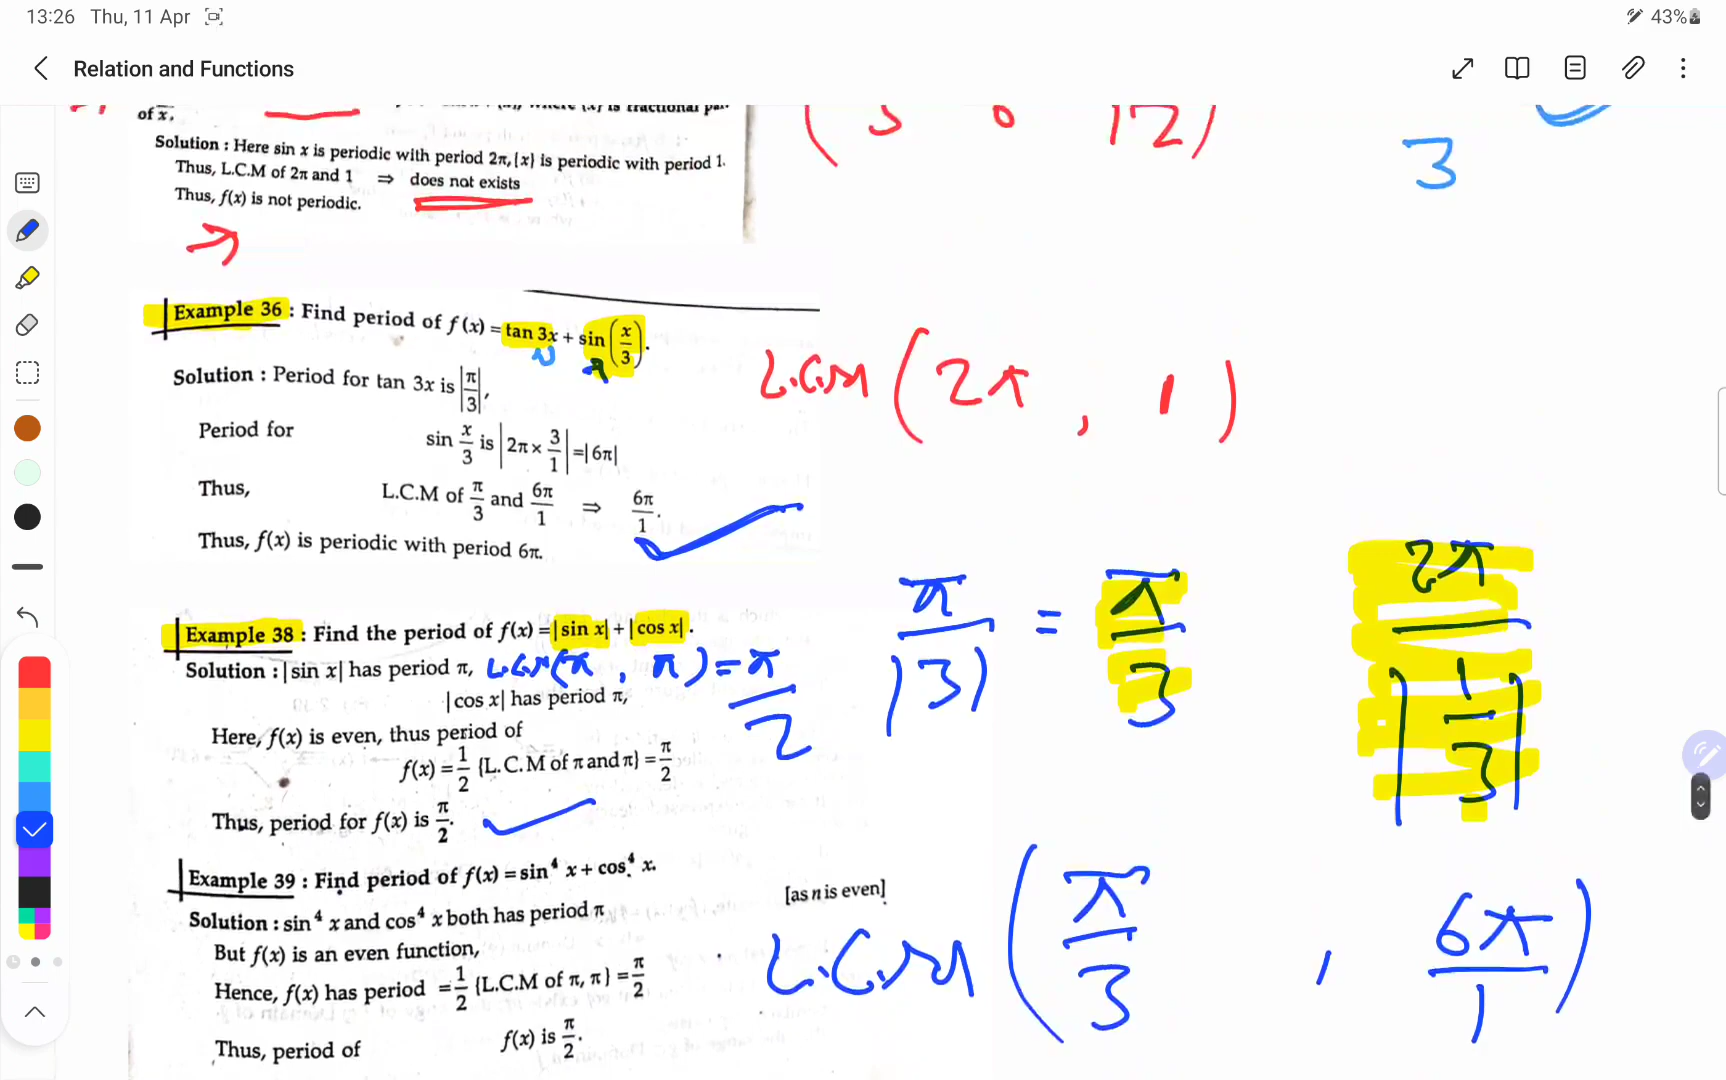 13:26 Thu, 11 Apr 43%
Relation and Functions
of x.
Solution : Here sin x is periodic with period 2π, {x} is periodic with period 1.
Thus, L.C.M of 2π and 1 ⇒ does not exists
Thus, f(x) is not periodic.
( 3 6 12 )
3
Example 36 : Find period of f(x) = tan 3x + sin (x/3).
Solution : Period for tan 3x is |π/3|,
Period for sin x/3 is |2π × 3/1| = |6π|
Thus, L.C.M of π/3 and 6π/1 ⇒ 6π/1.
Thus, f(x) is periodic with period 6π.
L.C.M (2π , 1)
π/|3| = π/3
2π/|1/3|
Example 38 : Find the period of f(x) = |sin x| + |cos x|.
Solution : |sin x| has period π, L.C.M(π , π) = π/2
|cos x| has period π,
Here, f(x) is even, thus period of
f(x) = 1/2 {L.C.M of π and π} = π/2
Thus, period for f(x) is π/2.
Example 39 : Find period of f(x) = sin⁴ x + cos⁴ x.
Solution : sin⁴ x and cos⁴ x both has period π [as n is even]
But f(x) is an even function,
Hence, f(x) has period = 1/2 {L.C.M of π, π} = π/2
Thus, period of f(x) is π/2.
L.C.M (π/3 , 6π/1)